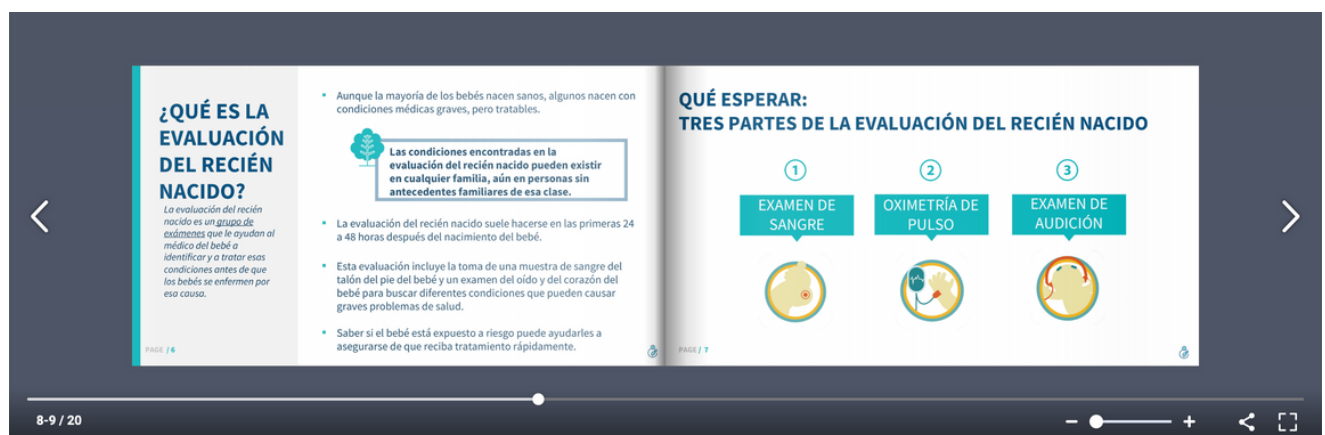 ¿QUÉ ES LA
EVALUACIÓN
DEL RECIÉN
NACIDO?
La evaluación del recién
nacido es un grupo de
exámenes que le ayudan al
médico del bebé a
identificar y a tratar esas
condiciones antes de que
los bebés se enfermen por
esa causa.
PAGE / 6
▪ Aunque la mayoría de los bebés nacen sanos, algunos nacen con
condiciones médicas graves, pero tratables.
Las condiciones encontradas en la
evaluación del recién nacido pueden existir
en cualquier familia, aún en personas sin
antecedentes familiares de esa clase.
▪ La evaluación del recién nacido suele hacerse en las primeras 24
a 48 horas después del nacimiento del bebé.
▪ Esta evaluación incluye la toma de una muestra de sangre del
talón del pie del bebé y un examen del oído y del corazón del
bebé para buscar diferentes condiciones que pueden causar
graves problemas de salud.
▪ Saber si el bebé está expuesto a riesgo puede ayudarles a
asegurarse de que reciba tratamiento rápidamente.
QUÉ ESPERAR:
TRES PARTES DE LA EVALUACIÓN DEL RECIÉN NACIDO
1
EXAMEN DE
SANGRE
2
OXIMETRÍA DE
PULSO
3
EXAMEN DE
AUDICIÓN
PAGE / 7
8-9 / 20